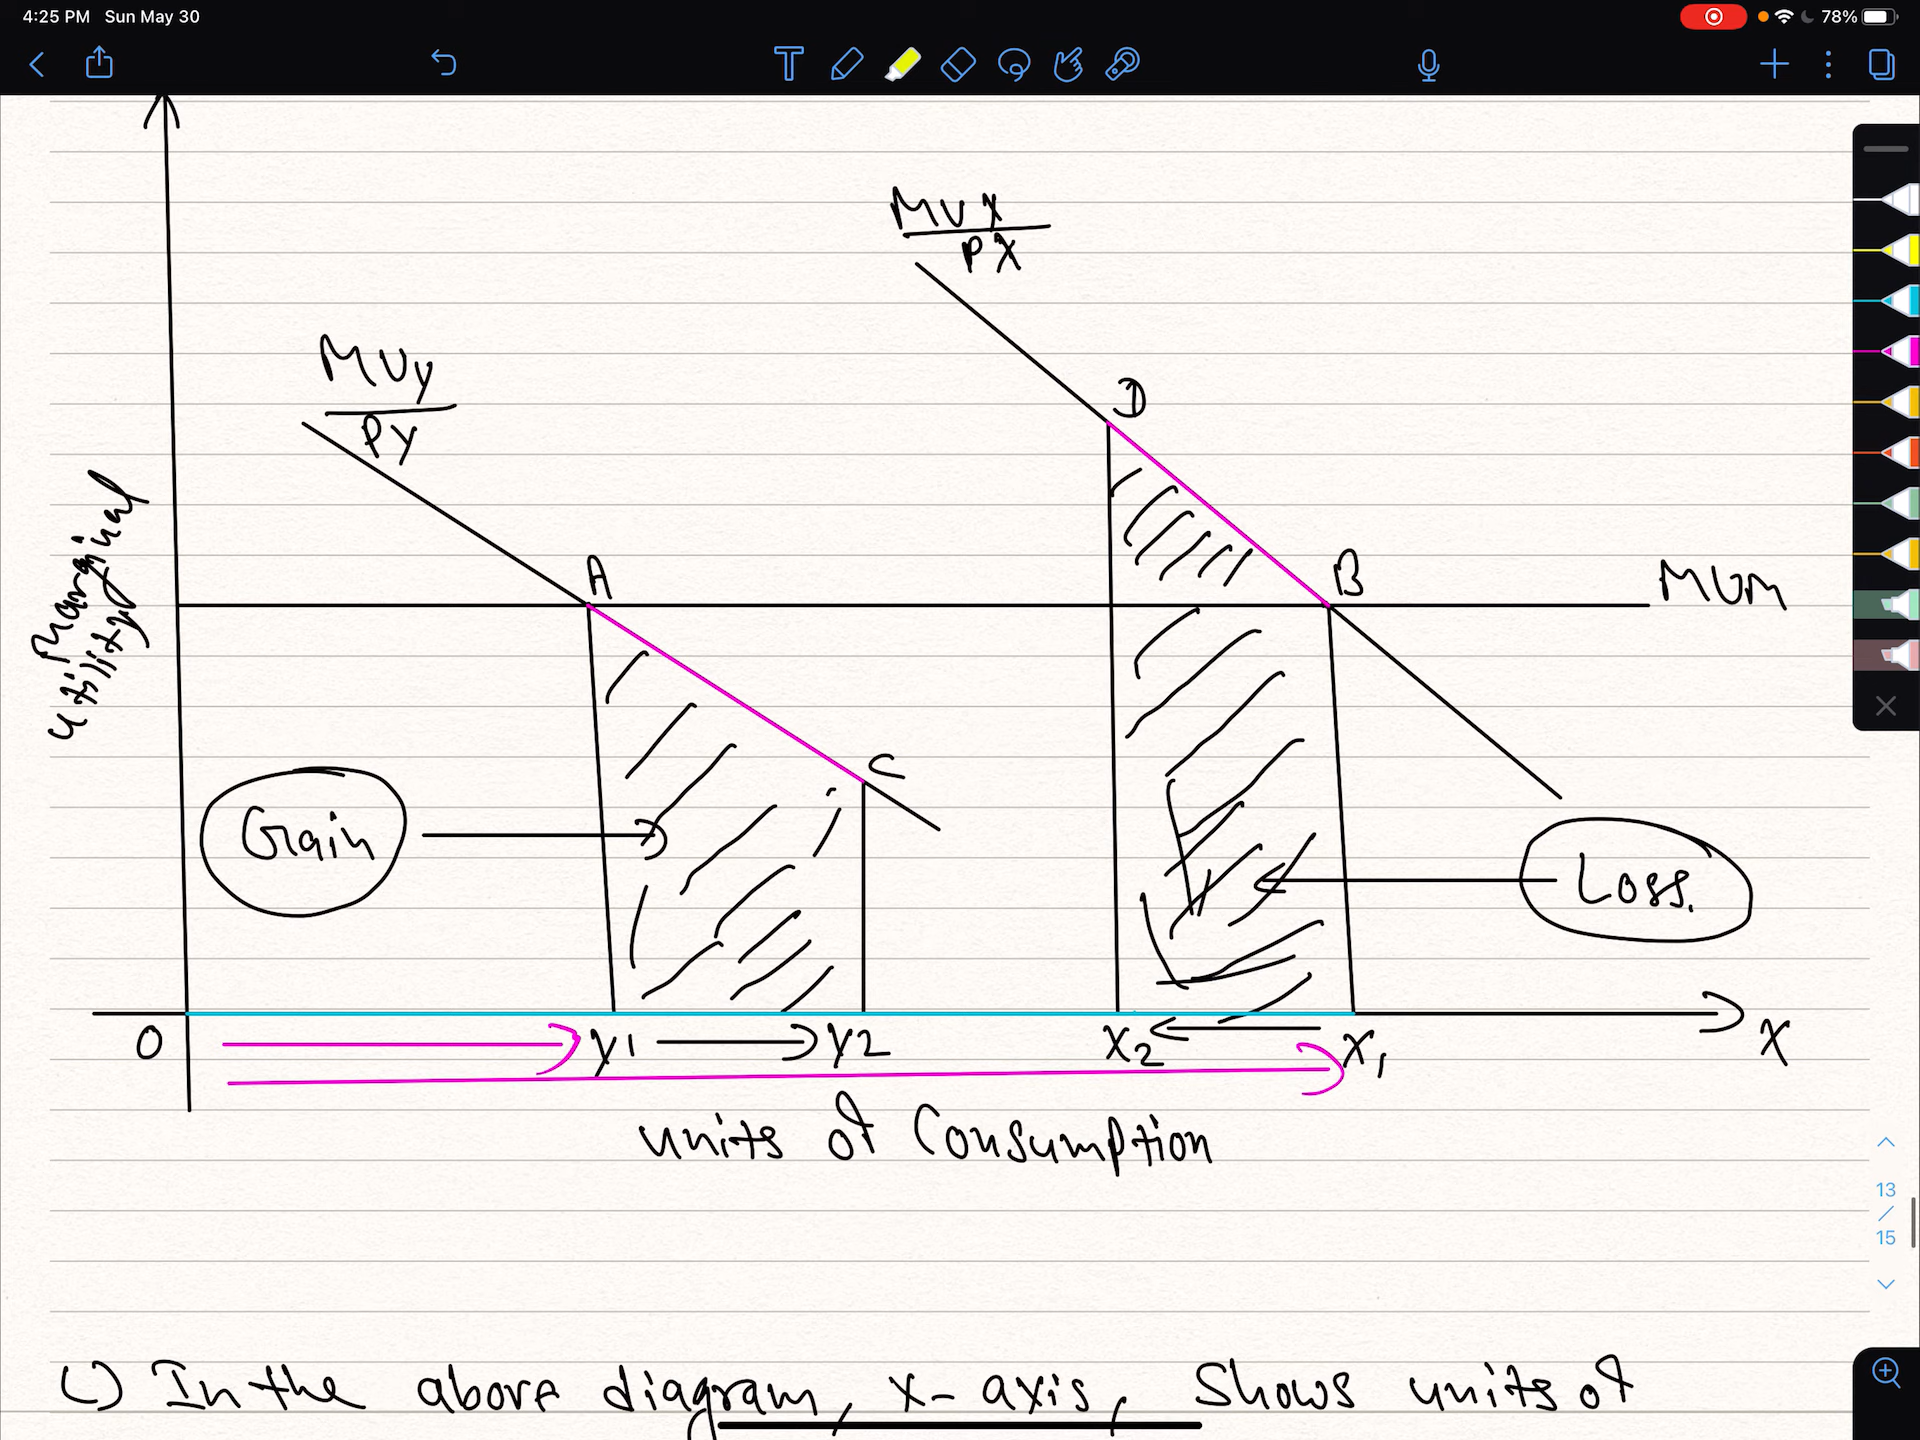 4:25 PM Sun May 30
78%
MUX
PX
MUy
PY
D
A
B
MUM
Marginal
Utility
C
Gain
Loss.
O
Y1
Y2
X2
X1
X
units of Consumption
13
/
15
(-) In the above diagram, x-axis, Shows units of